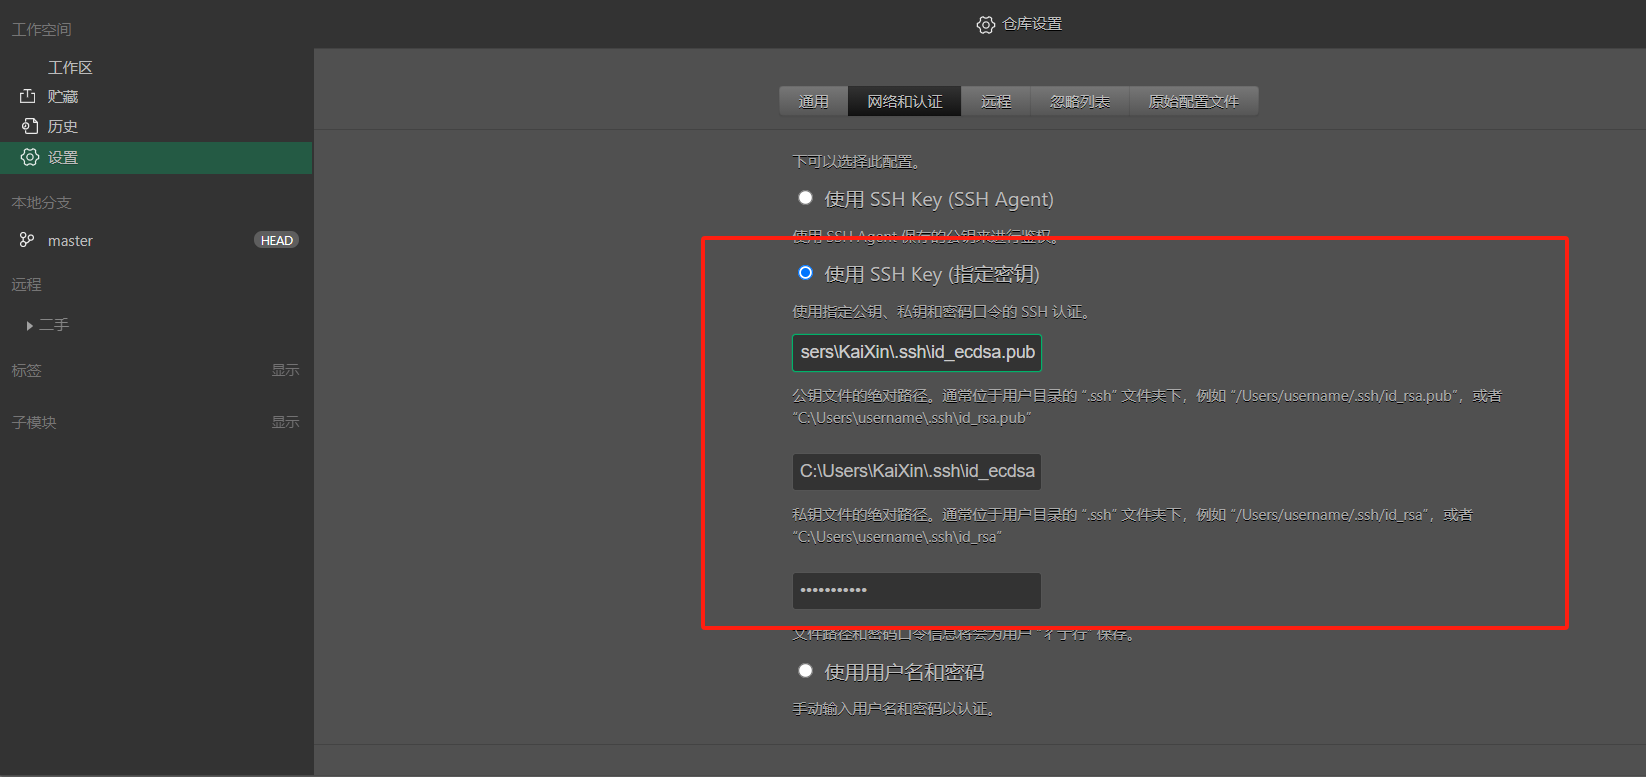 工作空间
工作区
贮藏
历史
设置
本地分支
master HEAD
远程
二手
标签 显示
子模块 显示
仓库设置
通用 网络和认证 远程 忽略列表 原始配置文件
下可以选择此配置。
使用 SSH Key (SSH Agent)
使用 SSH Agent 保存的公钥来进行鉴权。
使用 SSH Key (指定密钥)
使用指定公钥、私钥和密码口令的 SSH 认证。
sers\KaiXin\.ssh\id_ecdsa.pub
公钥文件的绝对路径。通常位于用户目录的 “.ssh” 文件夹下，例如 “/Users/username/.ssh/id_rsa.pub”，或者
“C:\Users\username\.ssh\id_rsa.pub”
C:\Users\KaiXin\.ssh\id_ecdsa
私钥文件的绝对路径。通常位于用户目录的 “.ssh” 文件夹下，例如 “/Users/username/.ssh/id_rsa”，或者
“C:\Users\username\.ssh\id_rsa”
•••••••••••
文件路径和密码口令信息将会为用户 “彳亍行” 保存。
使用用户名和密码
手动输入用户名和密码以认证。